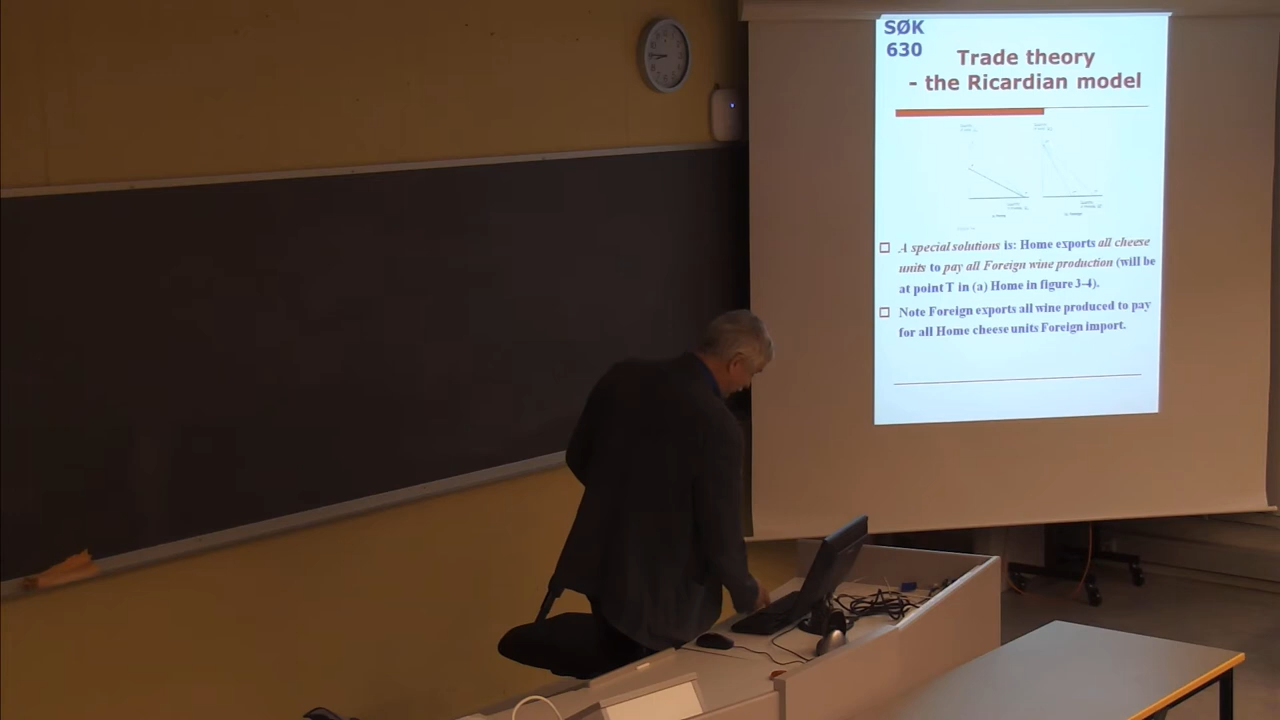 SØK
630
Trade theory
- the Ricardian model
A special solutions is: Home exports all cheese
units to pay all Foreign wine production (will be
at point T in (a) Home in figure 3-4).
Note Foreign exports all wine produced to pay
for all Home cheese units Foreign import.